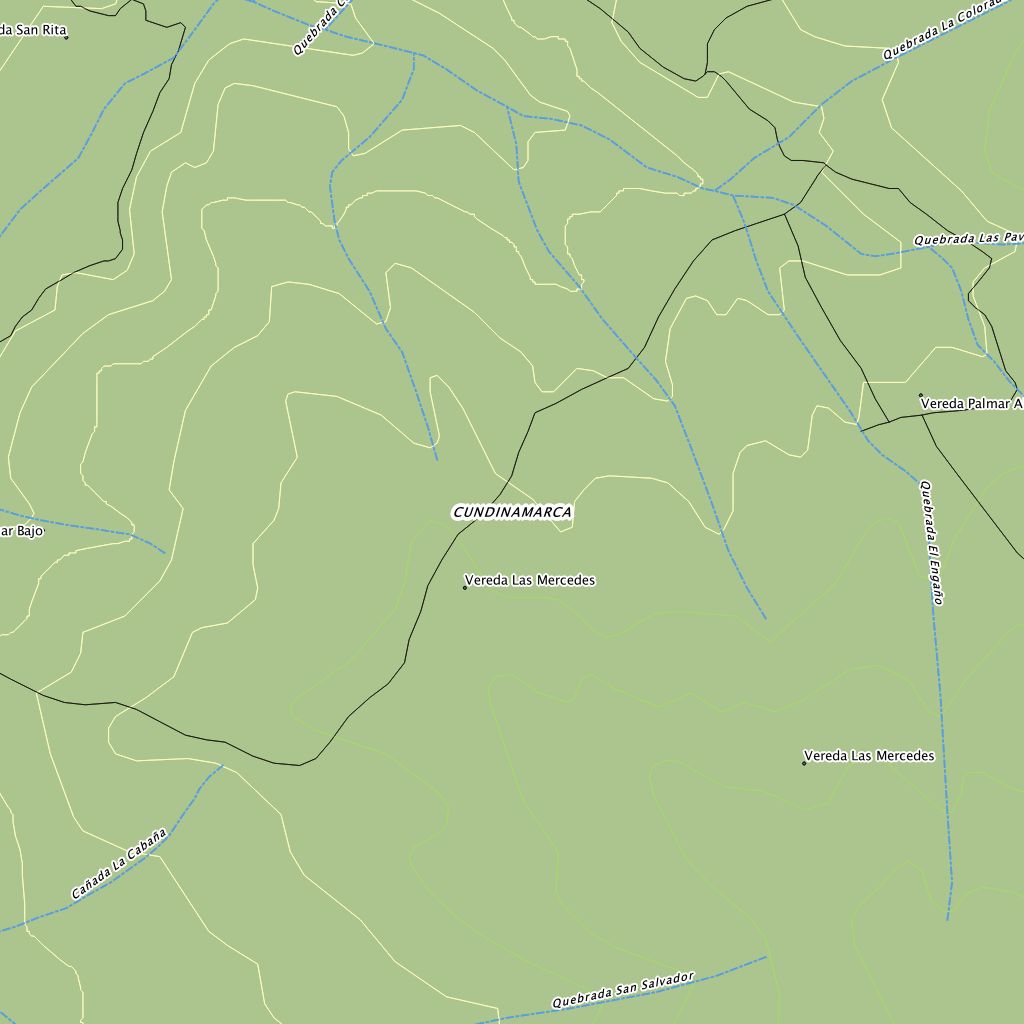 da San Rita
Quebrada C
Quebrada La Colorad
Quebrada Las Pav
Vereda Palmar A
CUNDINAMARCA
ar Bajo
Quebrada El Engaño
Vereda Las Mercedes
Vereda Las Mercedes
Cañada La Cabaña
Quebrada San Salvador